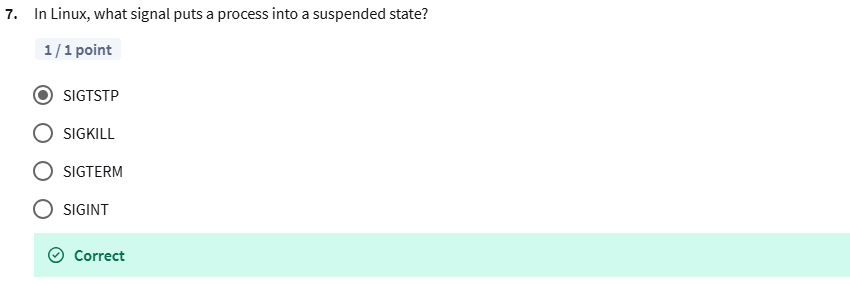 7. In Linux, what signal puts a process into a suspended state?
1 / 1 point
SIGTSTP
SIGKILL
SIGTERM
SIGINT
Correct